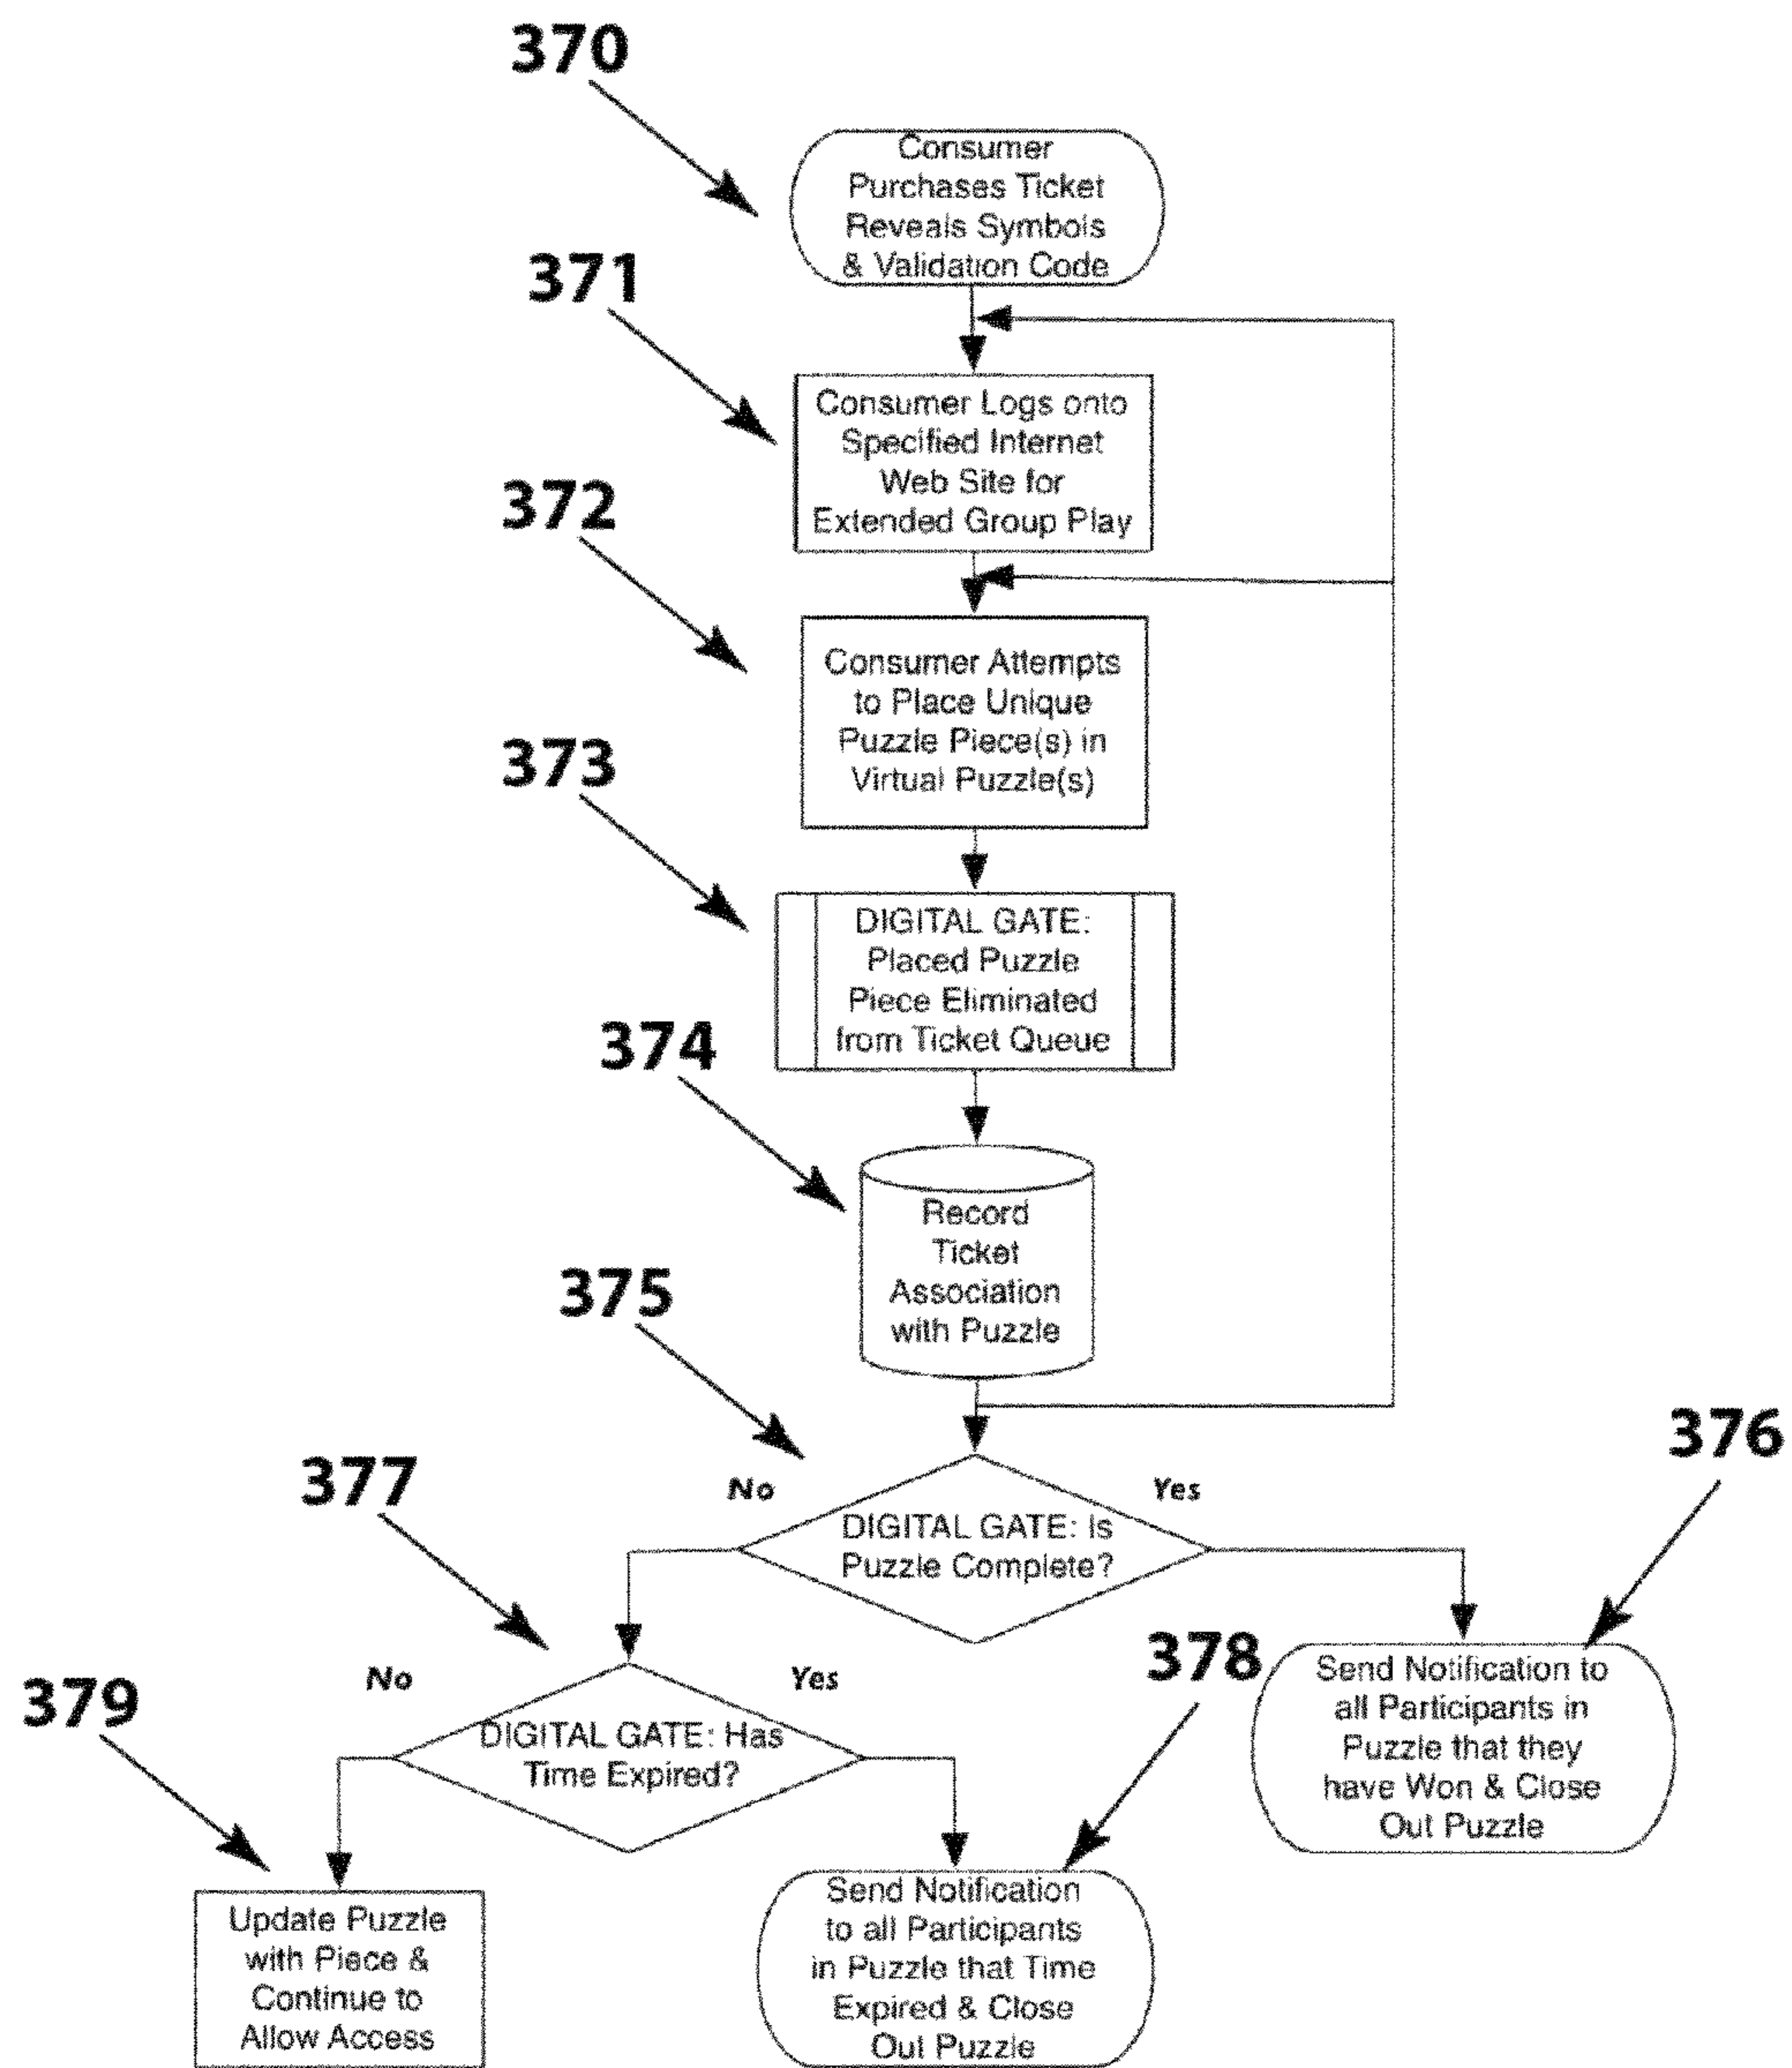 370
Consumer
Purchases Ticket
Reveals Symbols
& Validation Code
371
Consumer Logs onto
Specified Internet
Web Site for
Extended Group Play
372
Consumer Attempts
to Place Unique
Puzzle Piece(s) in
Virtual Puzzle(s)
373
DIGITAL GATE:
Placed Puzzle
Piece Eliminated
from Ticket Queue
374
Record
Ticket
Association
with Puzzle
375
No
Yes
DIGITAL GATE: Is
Puzzle Complete?
376
Send Notification to
all Participants in
Puzzle that they
have Won & Close
Out Puzzle
377
No
Yes
DIGITAL GATE: Has
Time Expired?
378
Send Notification
to all Participants
in Puzzle that Time
Expired & Close
Out Puzzle
379
Update Puzzle
with Piece &
Continue to
Allow Access